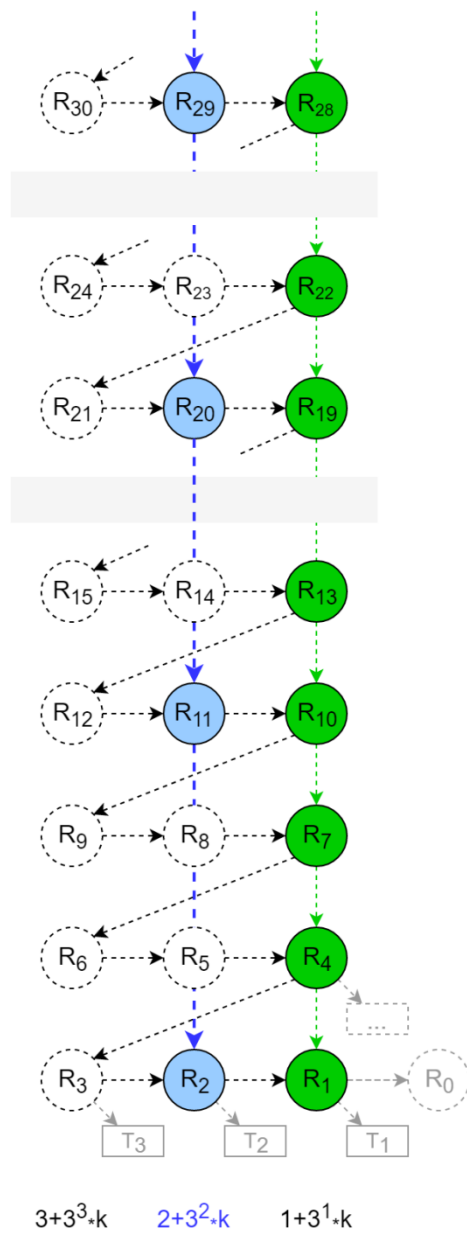 R₃₀ R₂₉ R₂₈
R₂₄ R₂₃ R₂₂
R₂₁ R₂₀ R₁₉
R₁₅ R₁₄ R₁₃
R₁₂ R₁₁ R₁₀
R₉ R₈ R₇
R₆ R₅ R₄
...
R₃ R₂ R₁ R₀
T₃ T₂ T₁
3+3³*k 2+3²*k 1+3¹*k